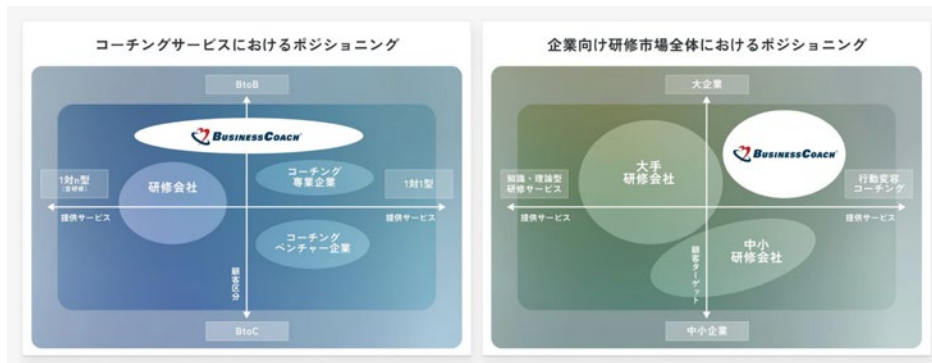 コーチングサービスにおけるポジショニング
BtoB
BUSINESSCOACH
1対n型
(含研修)
研修会社
コーチング
専業企業
1対1型
提供サービス
提供サービス
コーチング
ベンチャー企業
顧客区分
BtoC
企業向け研修市場全体におけるポジショニング
大企業
BUSINESSCOACH
大手
研修会社
知識・理論型
研修サービス
行動変容
コーチング
提供サービス
提供サービス
中小
研修会社
顧客ターゲット
中小企業